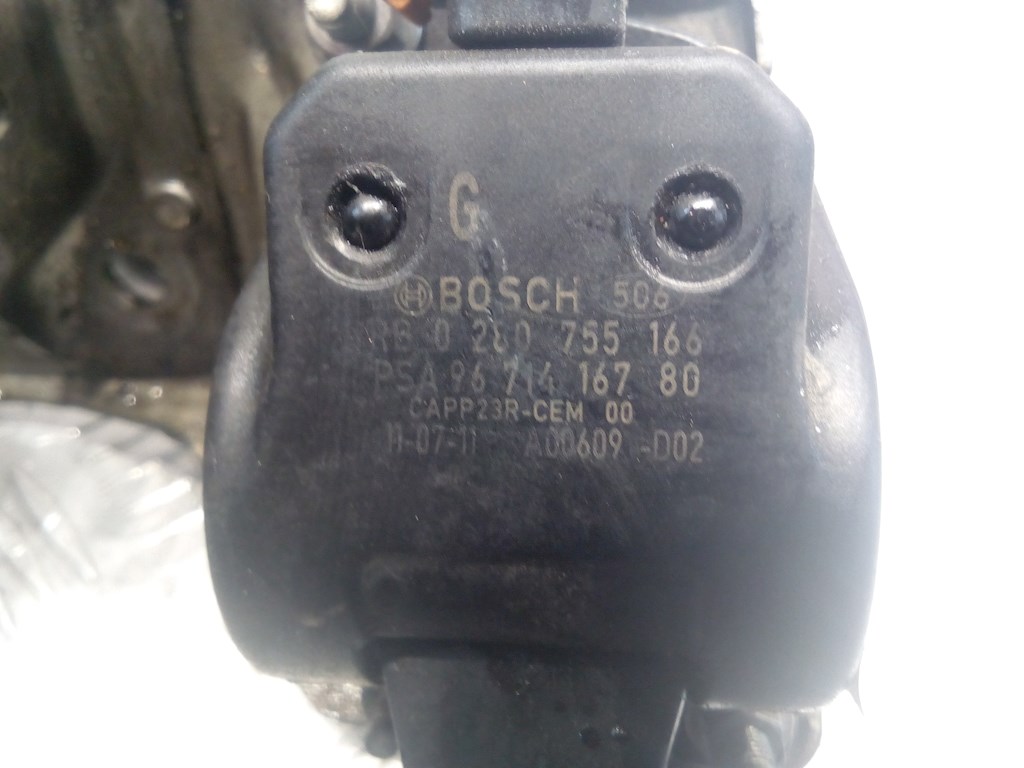 G
BOSCH 506
RB 0 280 755 166
PSA 96 714 167 80
CAPP23R-CEM 00
11-07-11 A00609 -D02